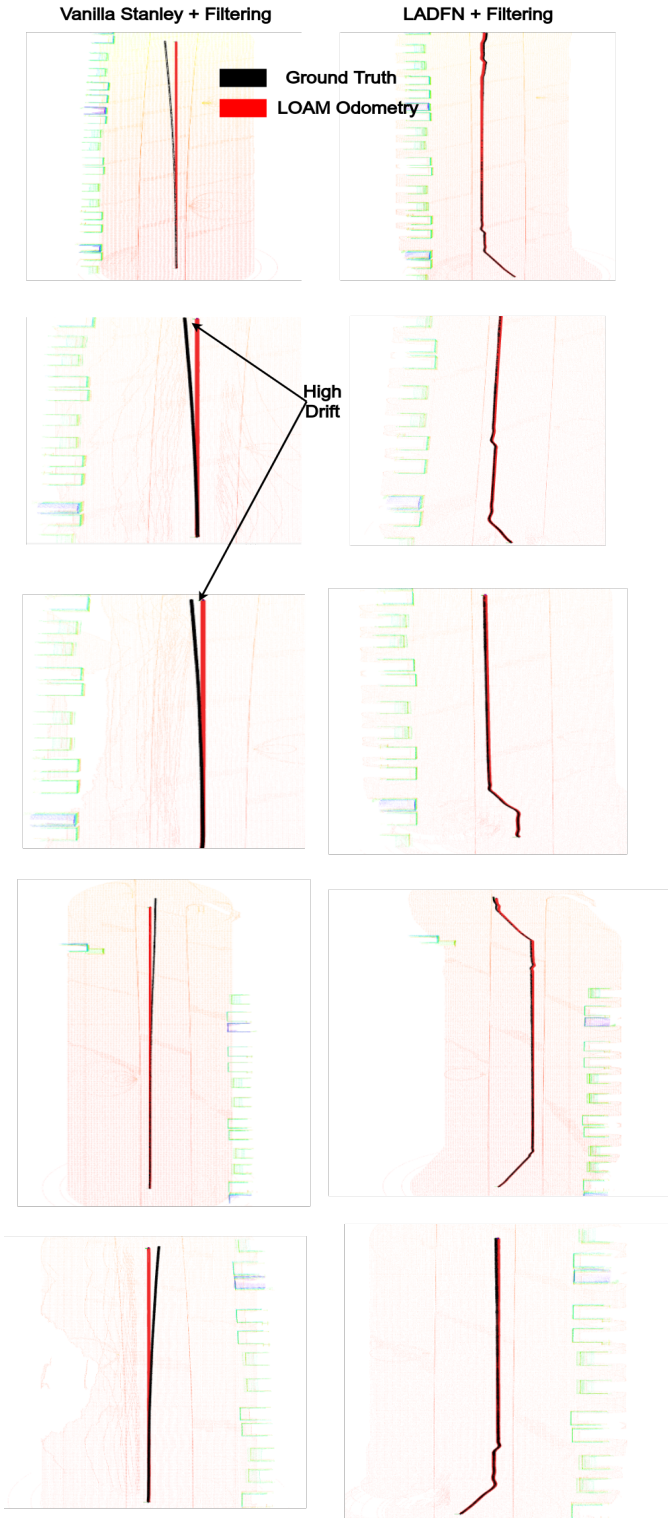 Vanilla Stanley + Filtering
LADFN + Filtering
Ground Truth
LOAM Odometry
High
Drift